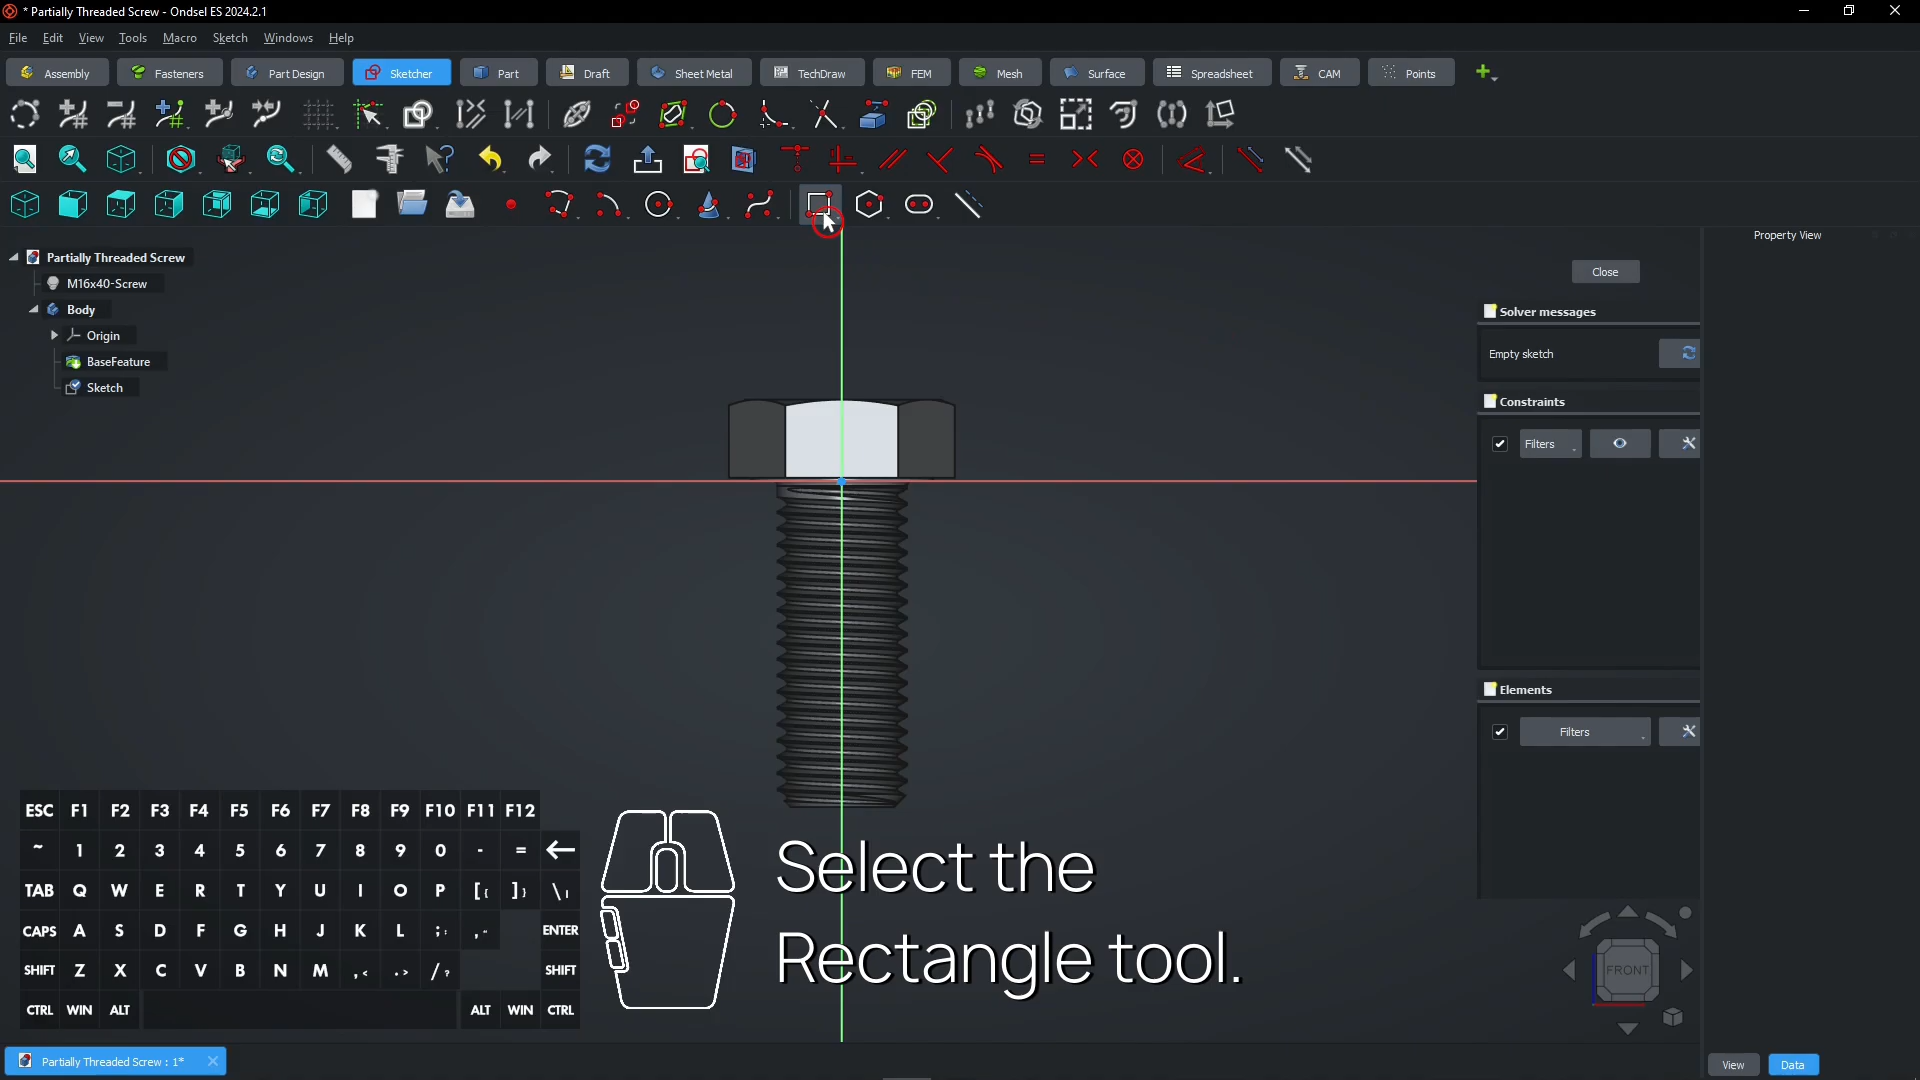 * Partially Threaded Screw - Ondsel ES 2024.2.1
File Edit View Tools Macro Sketch Windows Help
Assembly Fasteners Part Design Sketcher Part Draft Sheet Metal TechDraw FEM Mesh Surface Spreadsheet CAM Points
Property View
Partially Threaded Screw
M16x40-Screw
Body
Origin
BaseFeature
Sketch
Close
Solver messages
Empty sketch
Constraints
Filters
Elements
Filters
ESC F1 F2 F3 F4 F5 F6 F7 F8 F9 F10 F11 F12
~ 1 2 3 4 5 6 7 8 9 0 - =
TAB Q W E R T Y U I O P [{ ]} \|
CAPS A S D F G H J K L ;: ," ENTER
SHIFT Z X C V B N M ,< .> /? SHIFT
CTRL WIN ALT ALT WIN CTRL
Select the
Rectangle tool.
FRONT
Partially Threaded Screw : 1*
View Data